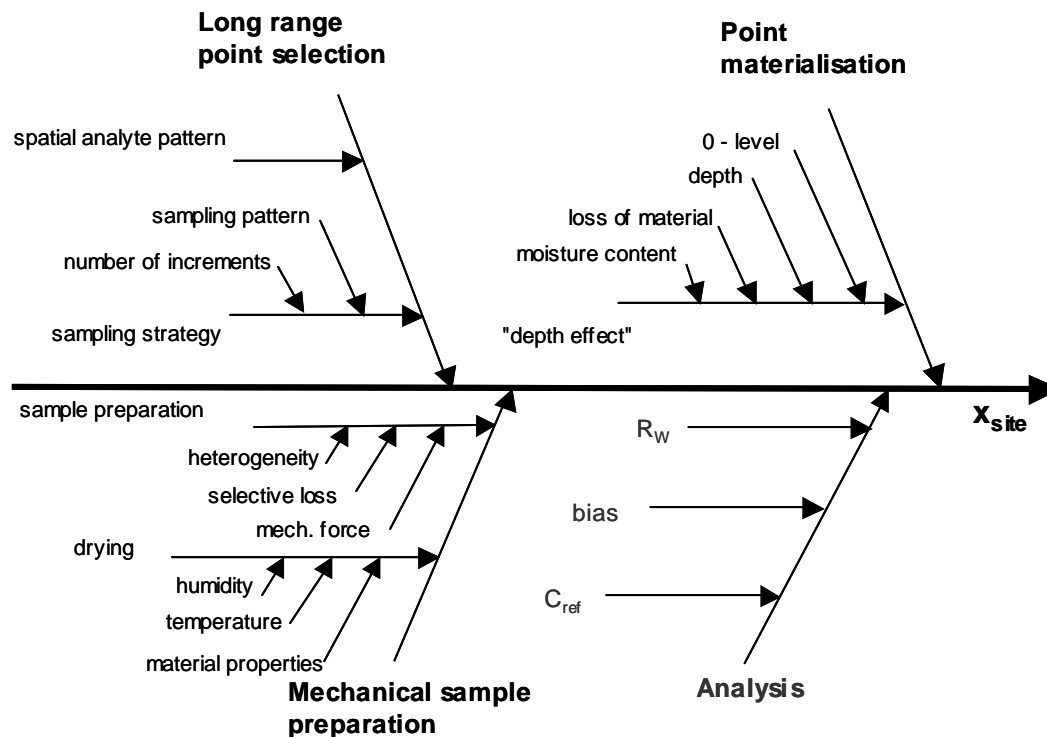 Long range
point selection
Point
materialisation
spatial analyte pattern
0 - level
depth
sampling pattern
loss of material
number of increments
moisture content
sampling strategy
"depth effect"
sample preparation
x_site
R_W
heterogeneity
selective loss
bias
mech. force
drying
humidity
C_ref
temperature
material properties
Mechanical sample
preparation
Analysis